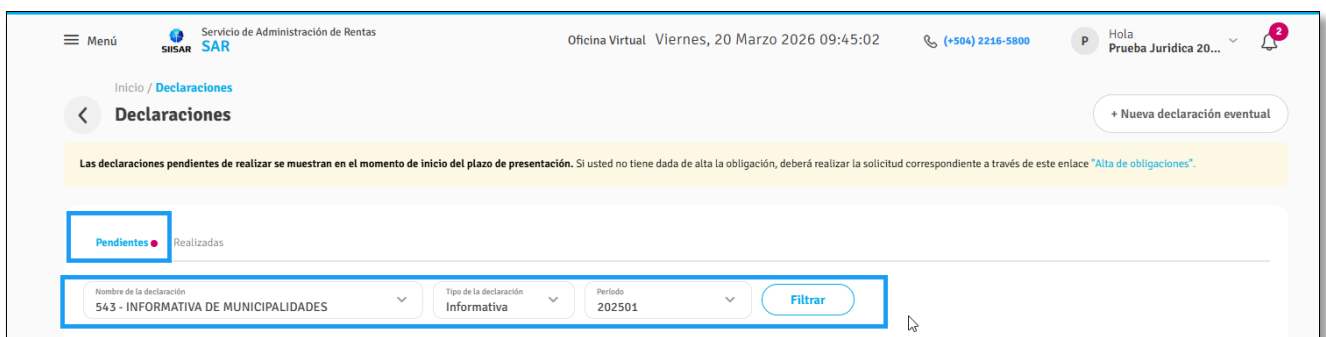 Menú
SIISAR
Servicio de Administración de Rentas
SAR
Oficina Virtual Viernes, 20 Marzo 2026 09:45:02
(+504) 2216-5800
P
Hola
Prueba Juridica 20...
2
Inicio / Declaraciones
Declaraciones
+ Nueva declaración eventual
Las declaraciones pendientes de realizar se muestran en el momento de inicio del plazo de presentación. Si usted no tiene dada de alta la obligación, deberá realizar la solicitud correspondiente a través de este enlace "Alta de obligaciones".
Pendientes Realizadas
Nombre de la declaración
543 - INFORMATIVA DE MUNICIPALIDADES
Tipo de la declaración
Informativa
Período
202501
Filtrar